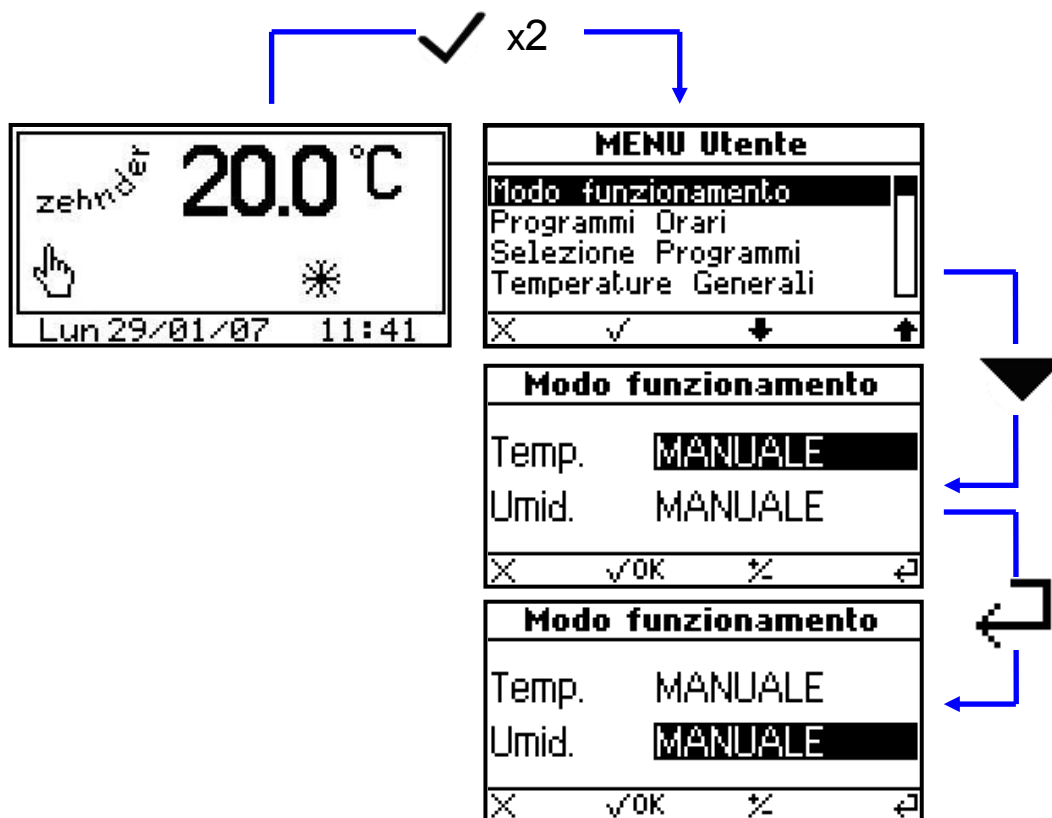 x2
zehnder 20.0 °C
Lun 29/01/07 11:41
MENU Utente
Modo funzionamento
Programmi Orari
Selezione Programmi
Temperature Generali
Modo funzionamento
Temp. MANUALE
Umid. MANUALE
OK +/-
Modo funzionamento
Temp. MANUALE
Umid. MANUALE
OK +/-